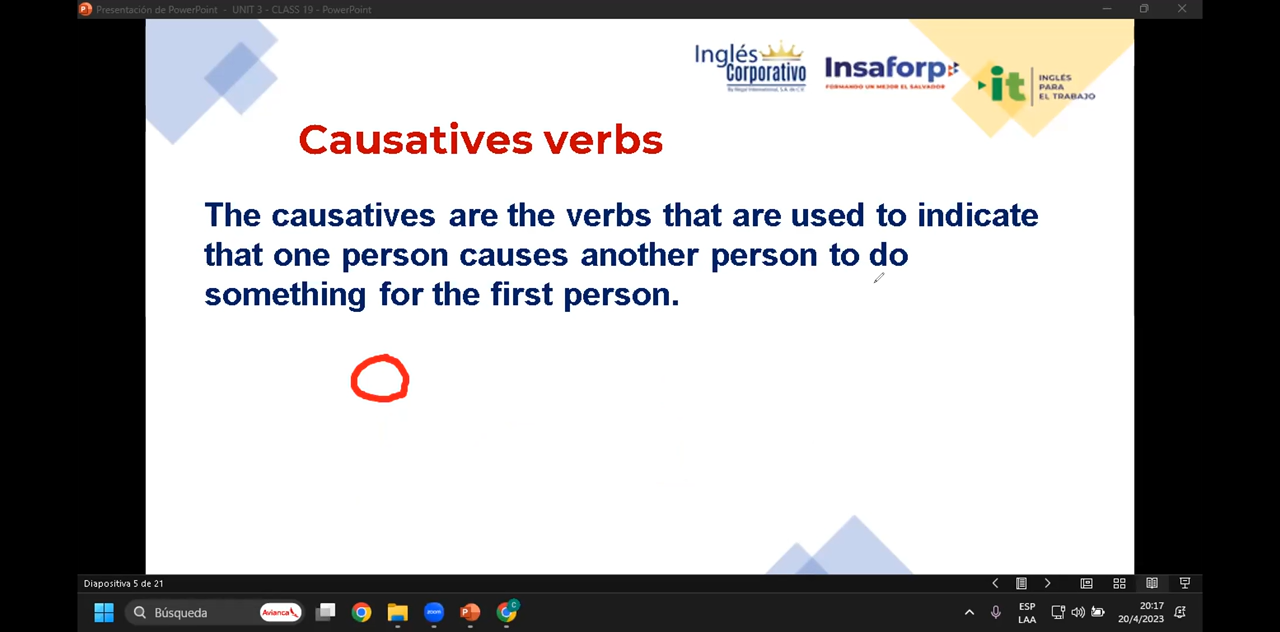 Presentación de PowerPoint - UNIT 3 - CLASS 19 - PowerPoint
Inglés
Corporativo
Insaforp
FORMANDO UN MEJOR EL SALVADOR
it
INGLÉS
PARA
EL TRABAJO
Causatives verbs
The causatives are the verbs that are used to indicate
that one person causes another person to do
something for the first person.
Diapositiva 5 de 21
Búsqueda
Avianca
zoom
ESP
LAA
20:17
20/4/2023